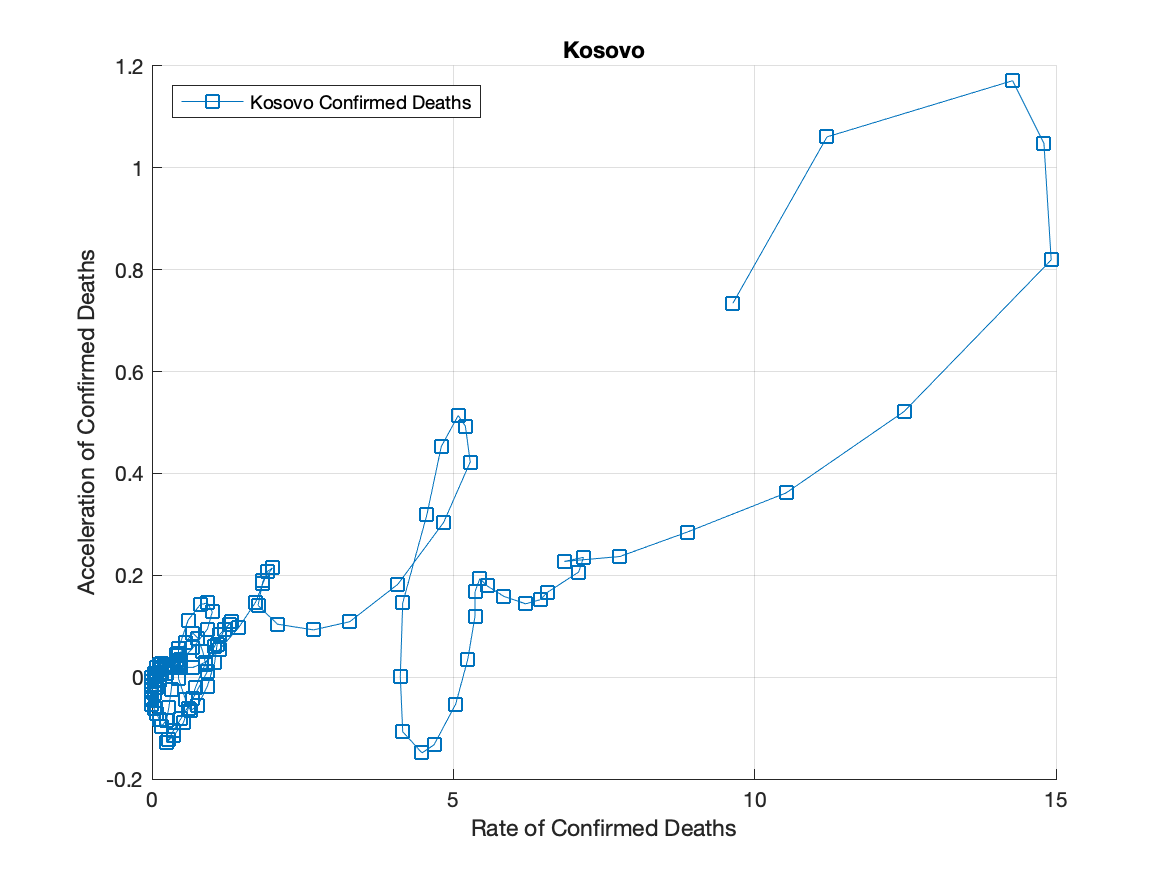 Kosovo
Kosovo Confirmed Deaths
Acceleration of Confirmed Deaths
1.2
1
0.8
0.6
0.4
0.2
0
-0.2
0 5 10 15
Rate of Confirmed Deaths